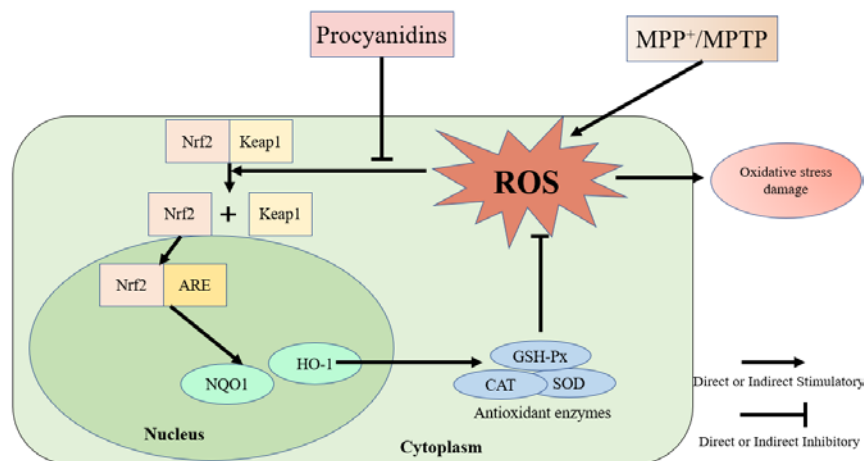 Procyanidins
MPP+/MPTP
Nrf2
Keap1
ROS
Oxidative stress
damage
Nrf2
+
Keap1
Nrf2
ARE
NQO1
HO-1
GSH-Px
CAT
SOD
Antioxidant enzymes
Nucleus
Cytoplasm
Direct or Indirect Stimulatory
Direct or Indirect Inhibitory